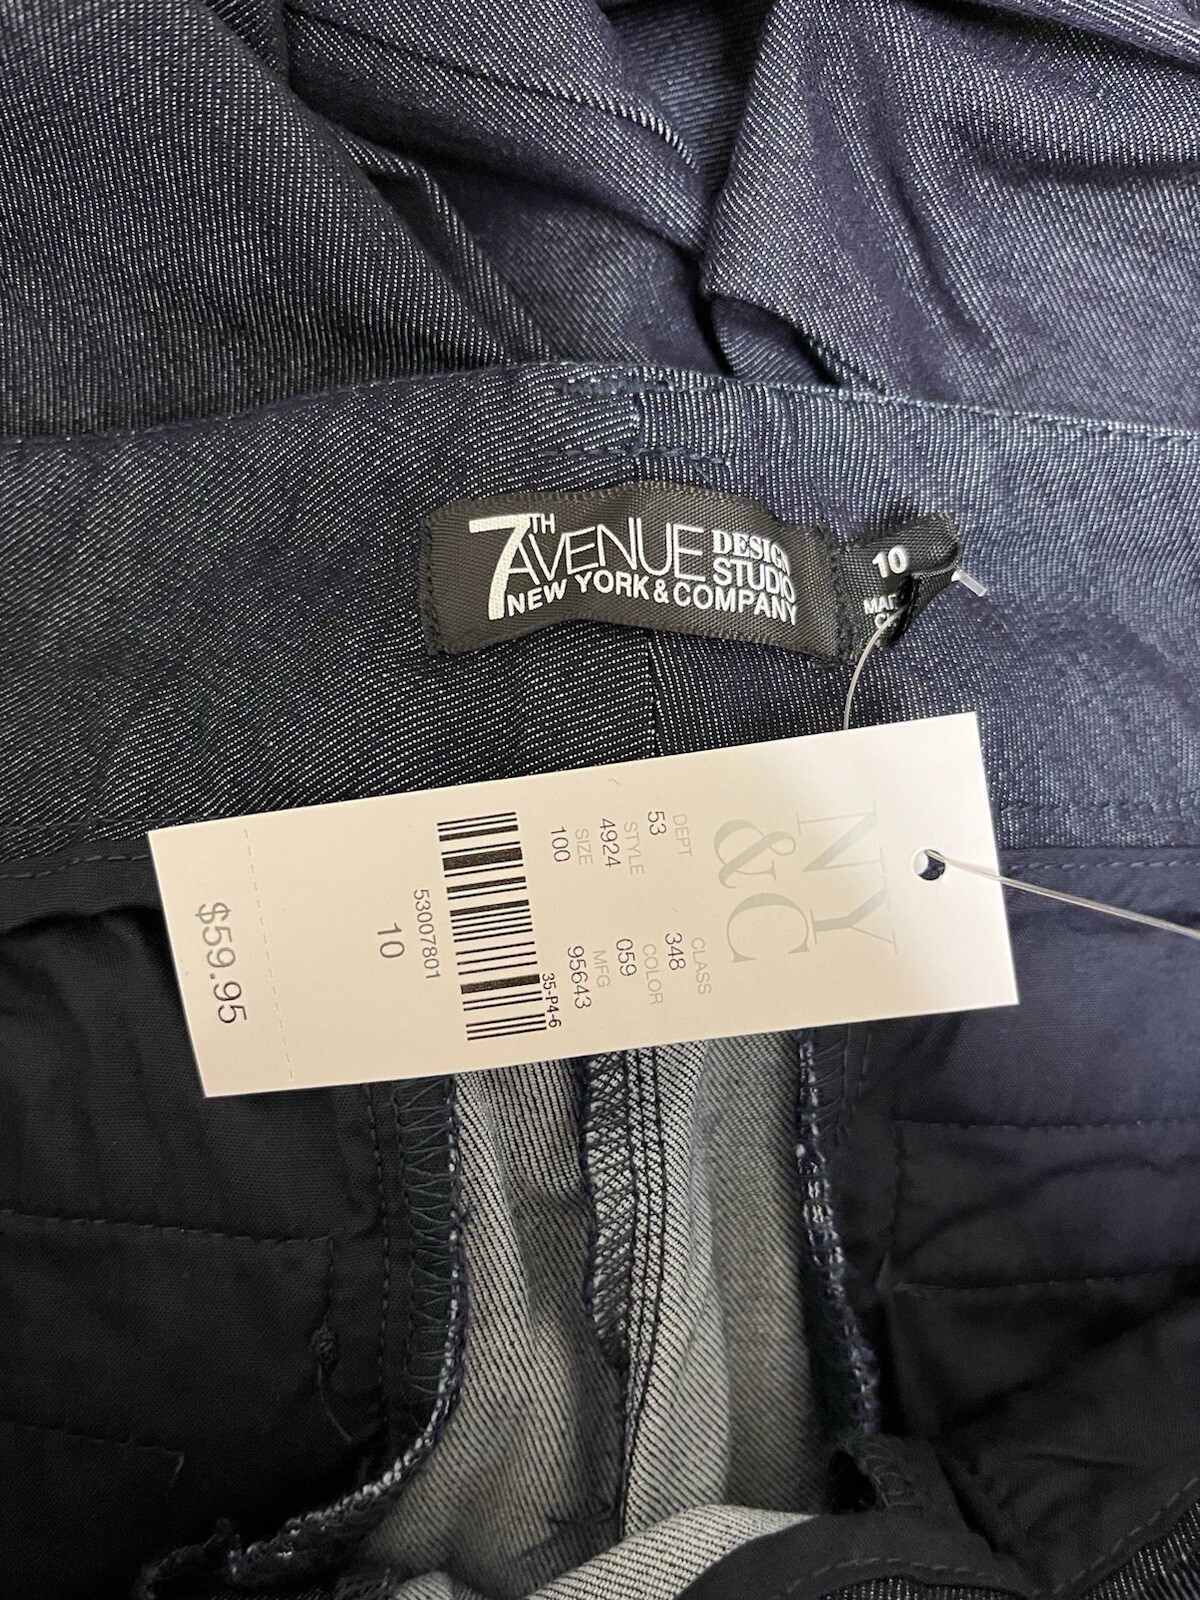 7TH AVENUE DESIGN STUDIO
NEW YORK & COMPANY
10
NY
&C
DEPT CLASS
53 348
STYLE COLOR
4924 059
SIZE MFG
100 95643
35-P4-6
53007801
10
$59.95